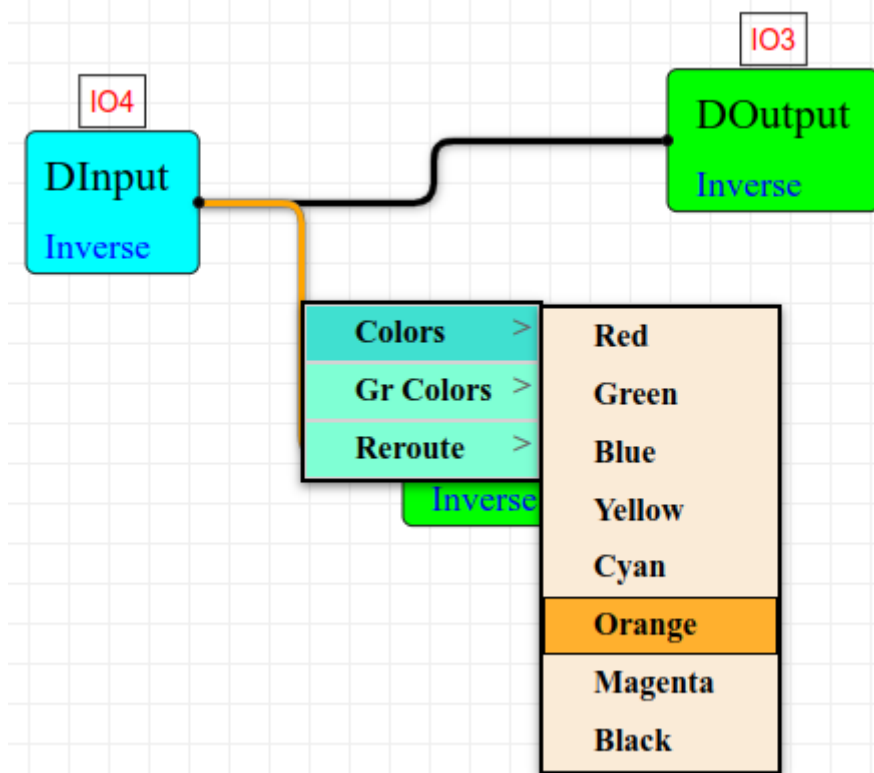 IO3
IO4
DOutput
DInput
Inverse
Inverse
Colors >
Gr Colors >
Reroute >
Inverse
Red
Green
Blue
Yellow
Cyan
Orange
Magenta
Black